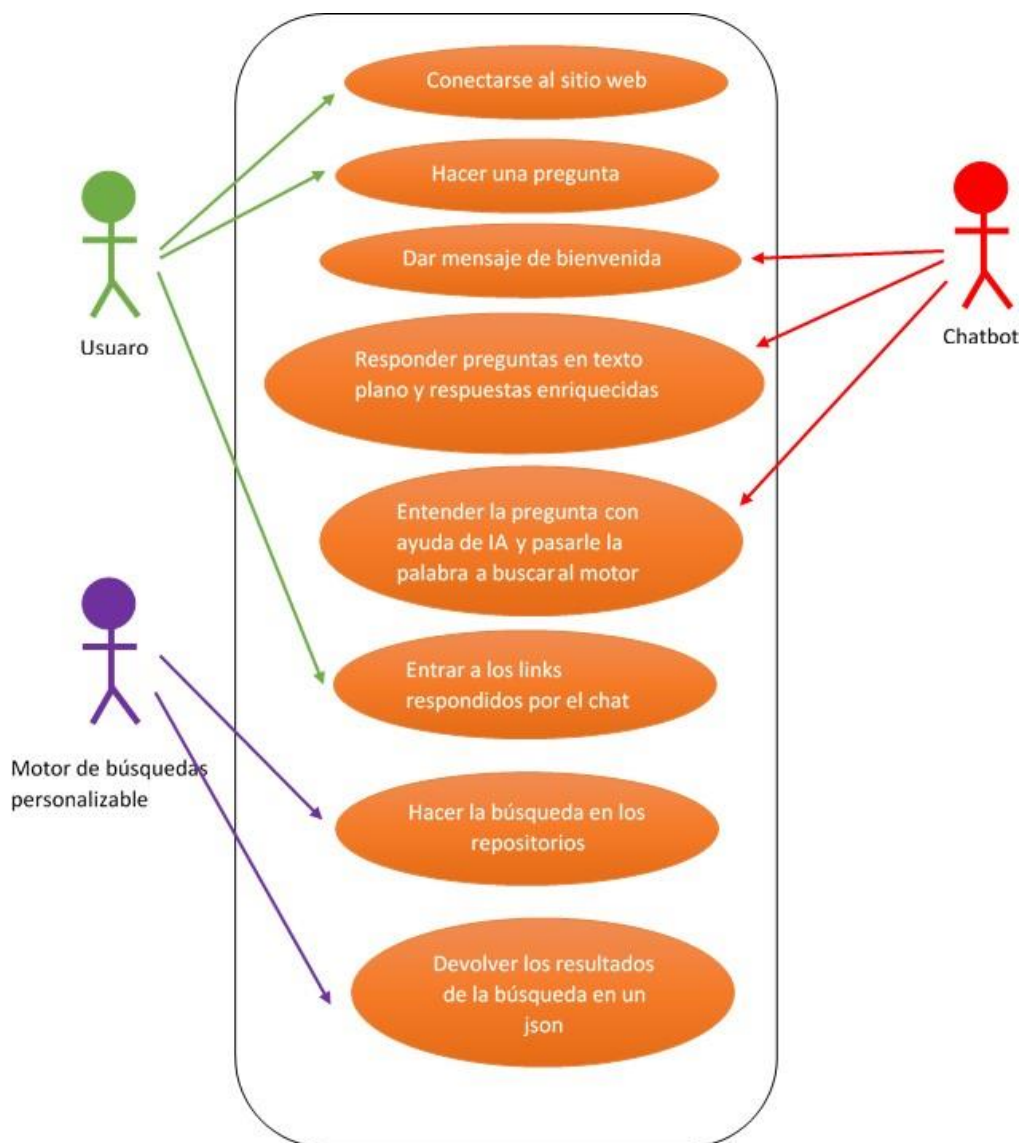 Conectarse al sitio web
Hacer una pregunta
Dar mensaje de bienvenida
Usuaro
Chatbot
Responder preguntas en texto
plano y respuestas enriquecidas
Entender la pregunta con
ayuda de IA y pasarle la
palabra a buscar al motor
Entrar a los links
respondidos por el chat
Motor de búsquedas
personalizable
Hacer la búsqueda en los
repositorios
Devolver los resultados
de la búsqueda en un
json